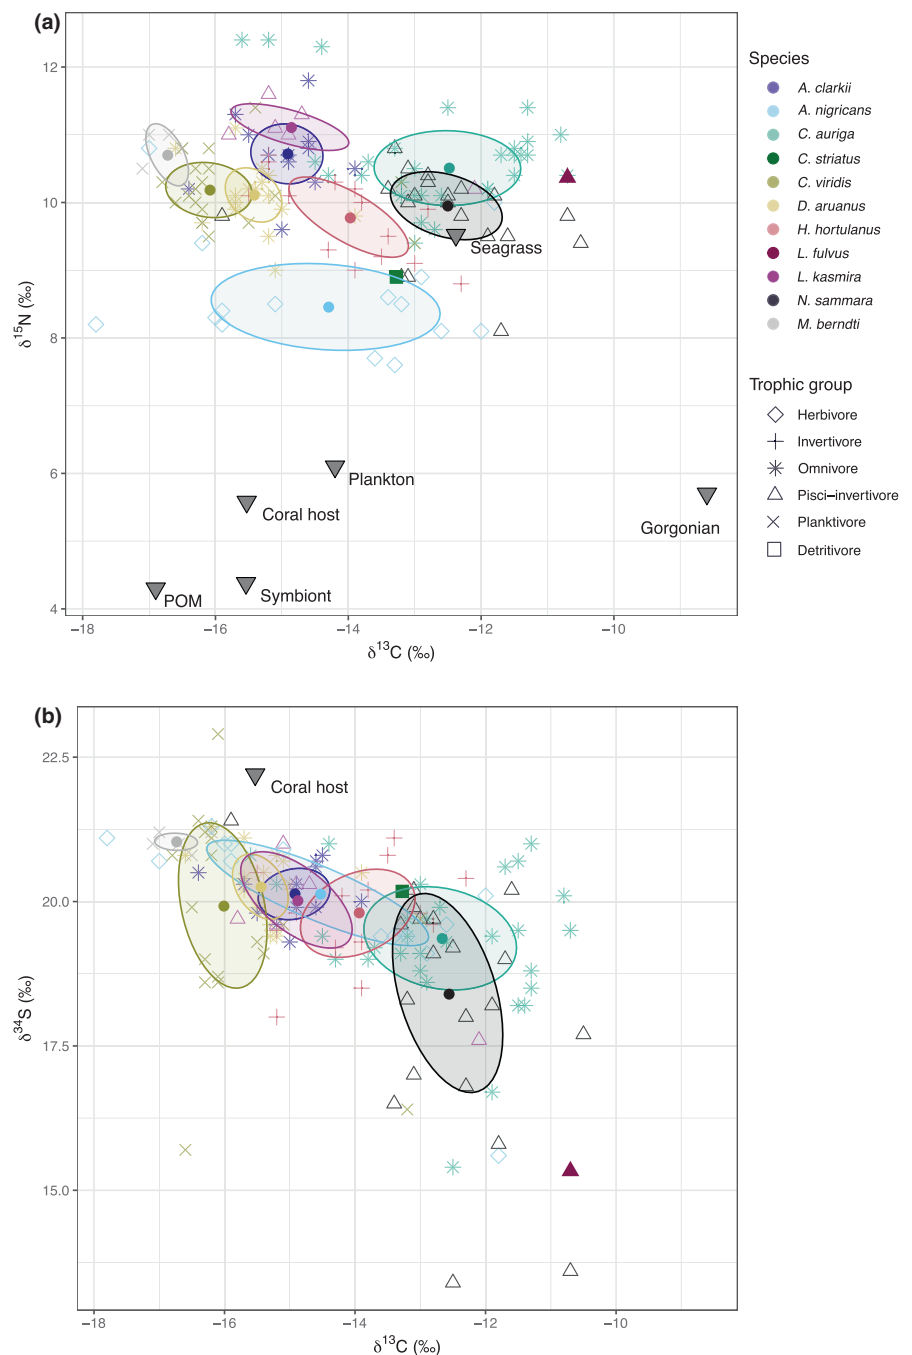 (a)
12
10
8
6
4
δ15N (‰)
Seagrass
Plankton
Coral host
Gorgonian
POM
Symbiont
−18
−16
−14
−12
−10
δ13C (‰)
Species
A. clarkii
A. nigricans
C. auriga
C. striatus
C. viridis
D. aruanus
H. hortulanus
L. fulvus
L. kasmira
N. sammara
M. berndti
Trophic group
Herbivore
Invertivore
Omnivore
Pisci−invertivore
Planktivore
Detritivore
(b)
22.5
20.0
17.5
15.0
δ34S (‰)
Coral host
−18
−16
−14
−12
−10
δ13C (‰)